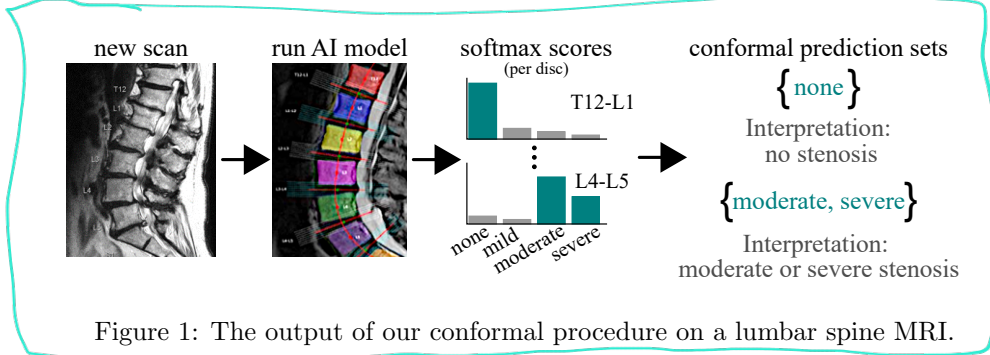 new scan
run AI model
softmax scores
(per disc)
conformal prediction sets
T12
L1
L2
L3
L4
T12-L1
L4-L5
none
mild
moderate
severe
{none}
Interpretation:
no stenosis
{moderate, severe}
Interpretation:
moderate or severe stenosis
Figure 1: The output of our conformal procedure on a lumbar spine MRI.